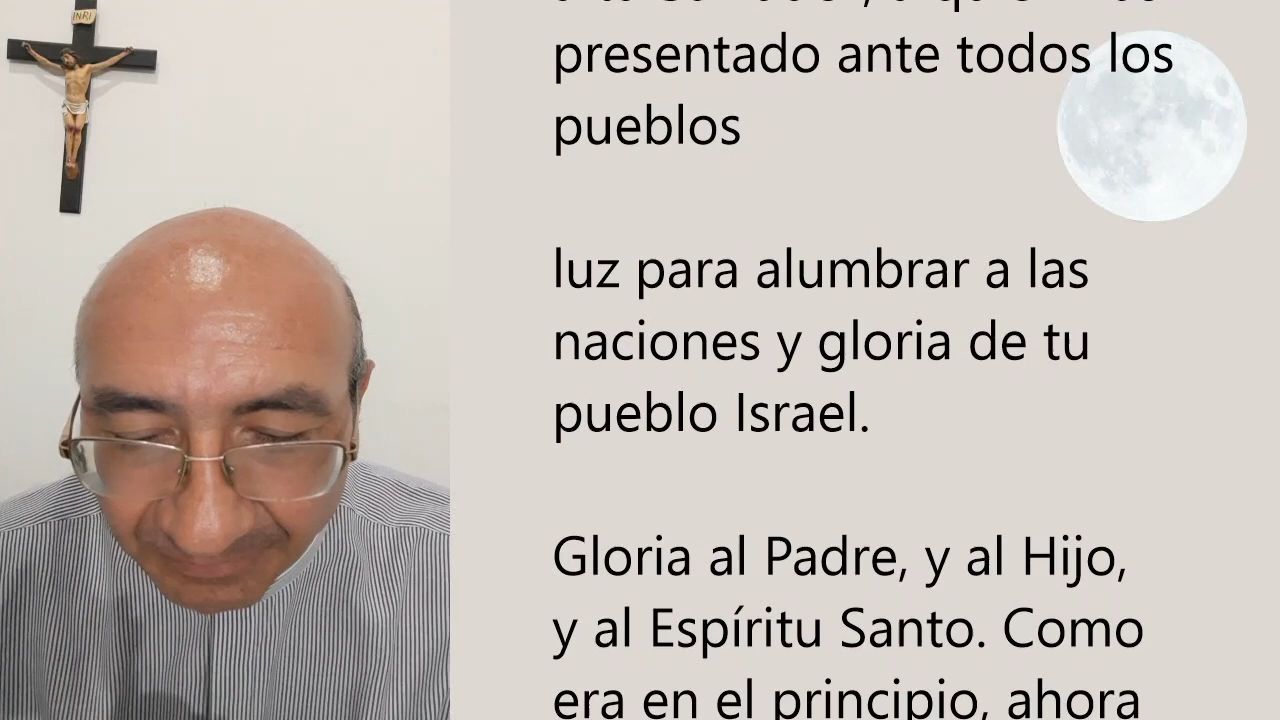 INRI
presentado ante todos los
pueblos
luz para alumbrar a las
naciones y gloria de tu
pueblo Israel.
Gloria al Padre, y al Hijo,
y al Espíritu Santo. Como
era en el principio, ahora